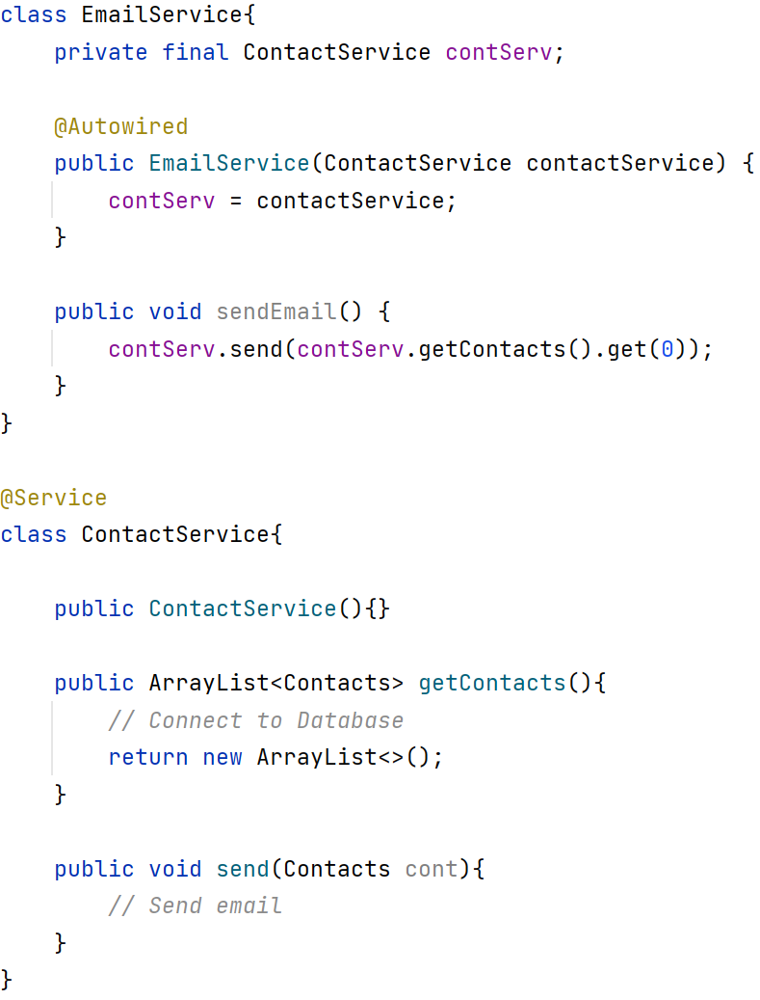 class EmailService{
    private final ContactService contServ;

    @Autowired
    public EmailService(ContactService contactService) {
        contServ = contactService;
    }

    public void sendEmail() {
        contServ.send(contServ.getContacts().get(0));
    }
}

@Service
class ContactService{

    public ContactService(){}

    public ArrayList<Contacts> getContacts(){
        // Connect to Database
        return new ArrayList<>();
    }

    public void send(Contacts cont){
        // Send email
    }
}